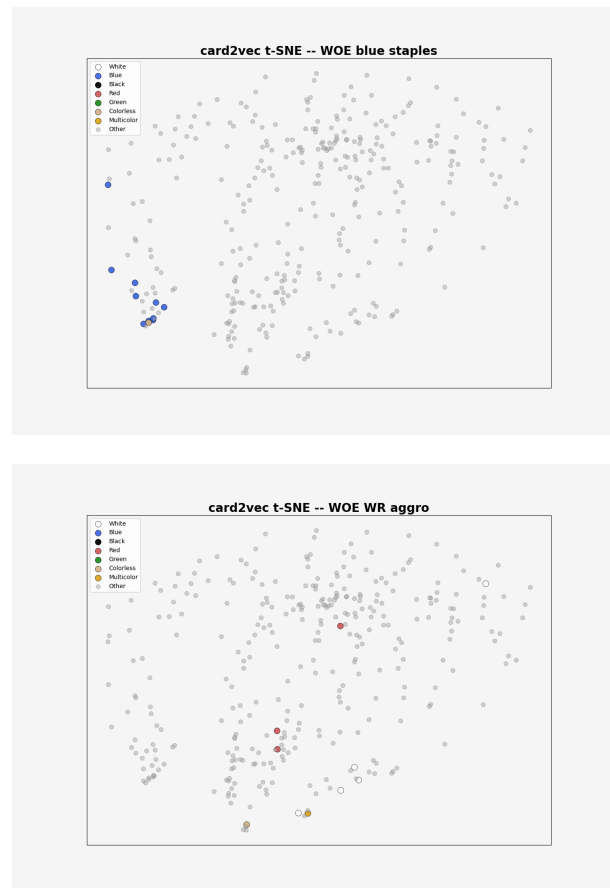 card2vec t-SNE -- WOE blue staples
White
Blue
Black
Red
Green
Colorless
Multicolor
Other
card2vec t-SNE -- WOE WR aggro
White
Blue
Black
Red
Green
Colorless
Multicolor
Other